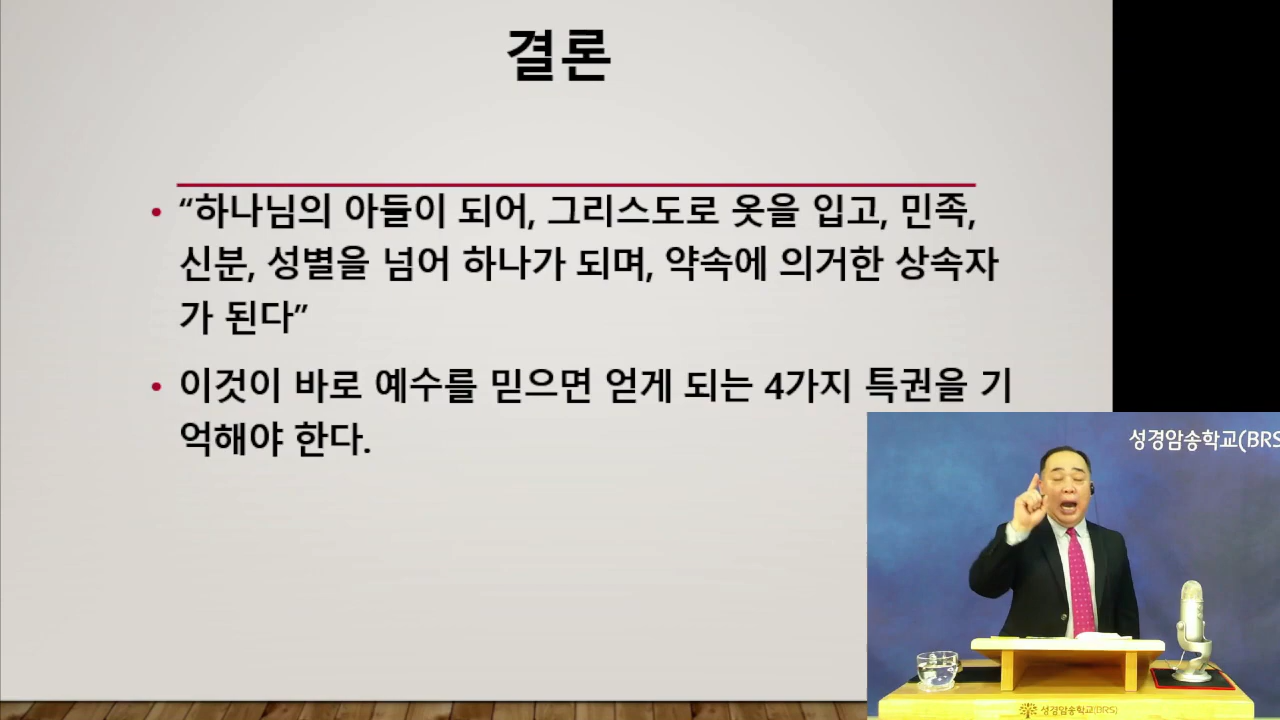 결론
• “하나님의 아들이 되어, 그리스도로 옷을 입고, 민족,
신분, 성별을 넘어 하나가 되며, 약속에 의거한 상속자
가 된다”
• 이것이 바로 예수를 믿으면 얻게 되는 4가지 특권을 기
억해야 한다.
성경암송학교(BRS
성경암송학교(BRS)